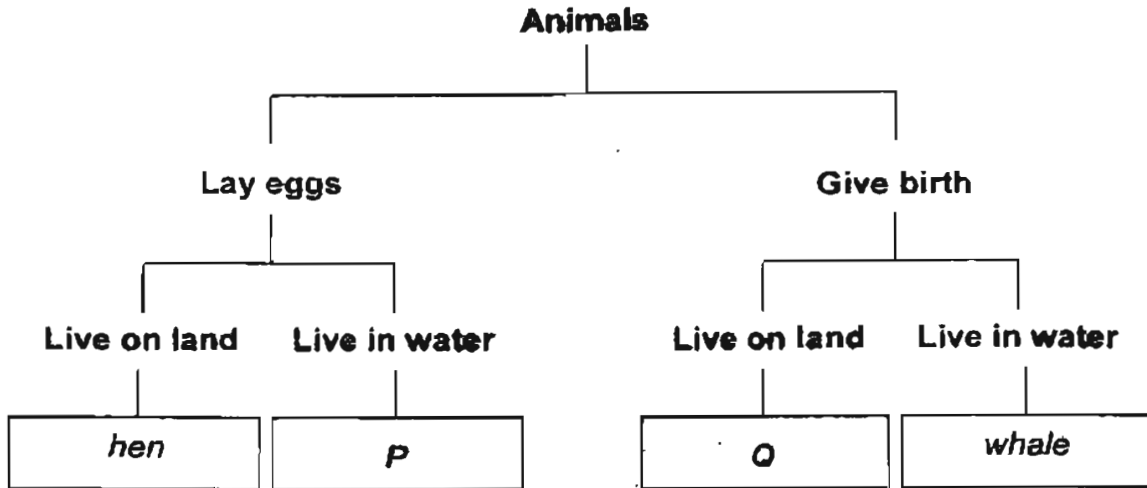 Animals
Lay eggs Give birth
Live on land Live in water Live on land Live in water
hen P Q whale